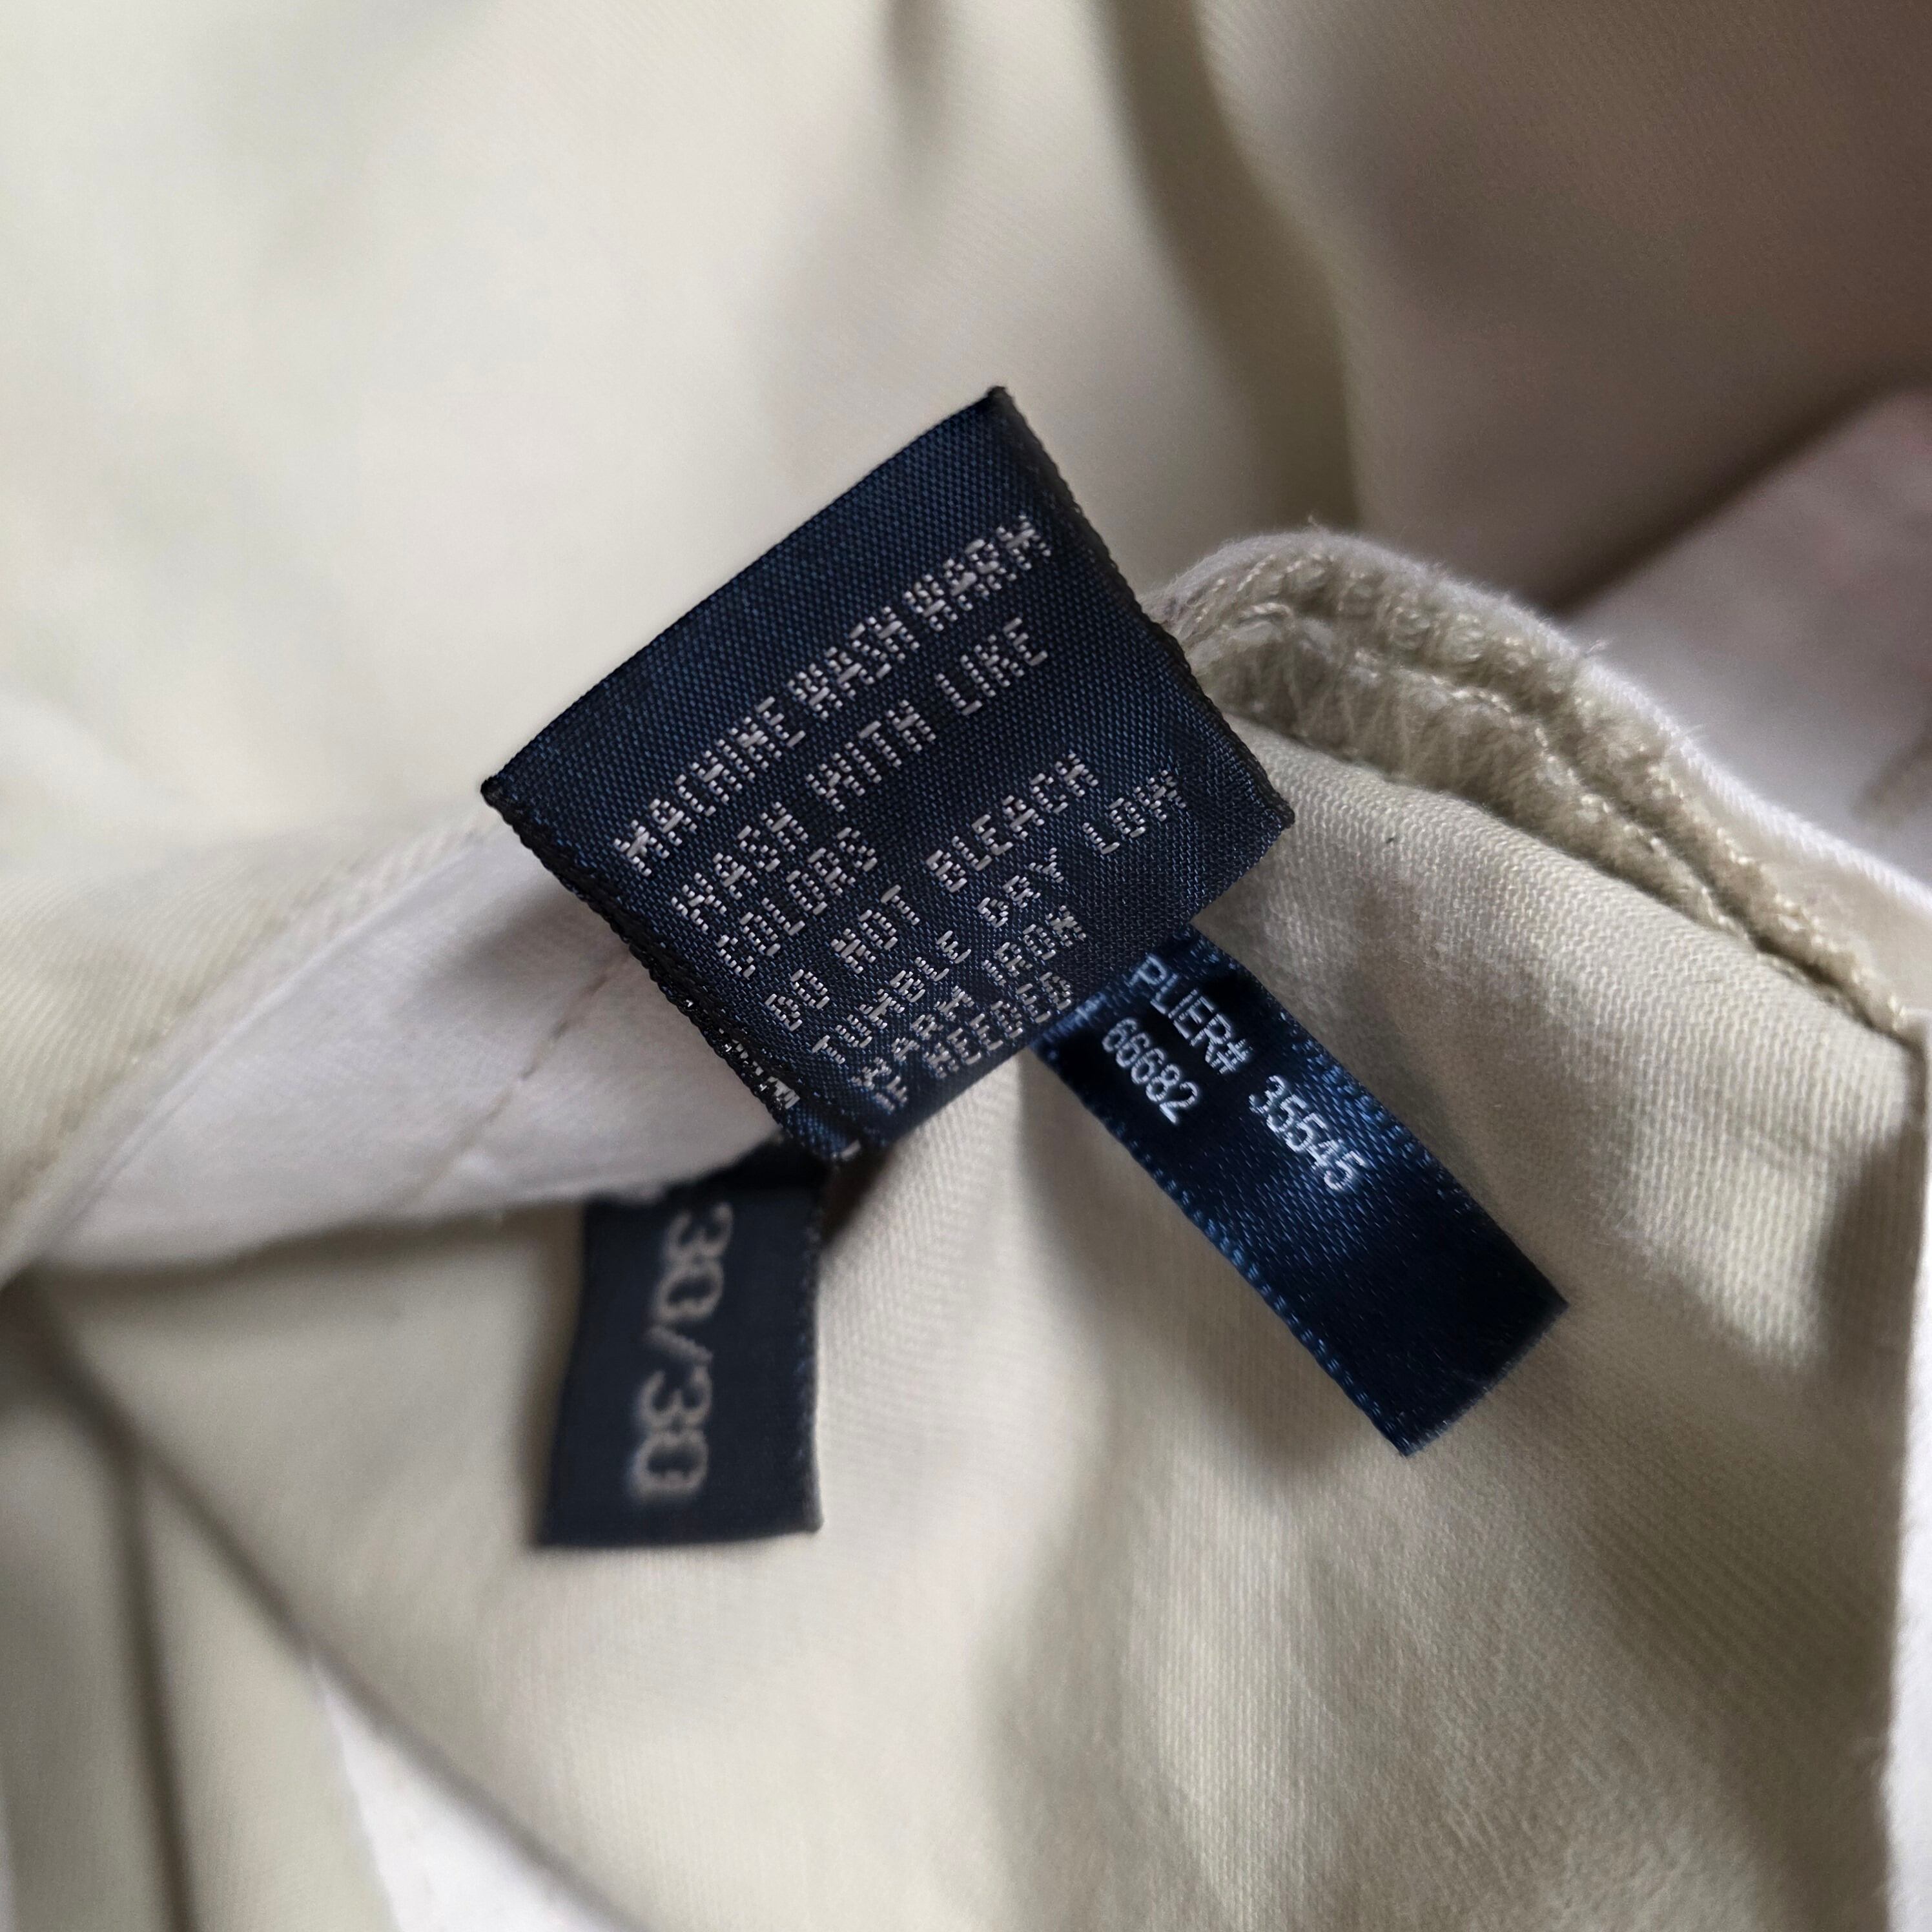 MACHINE WASH WARM
WASH WITH LIKE
COLORS
DO NOT BLEACH
TUMBLE DRY LOW
WARM IRON
IF NEEDED
PLIER# 35545
66682
30/30